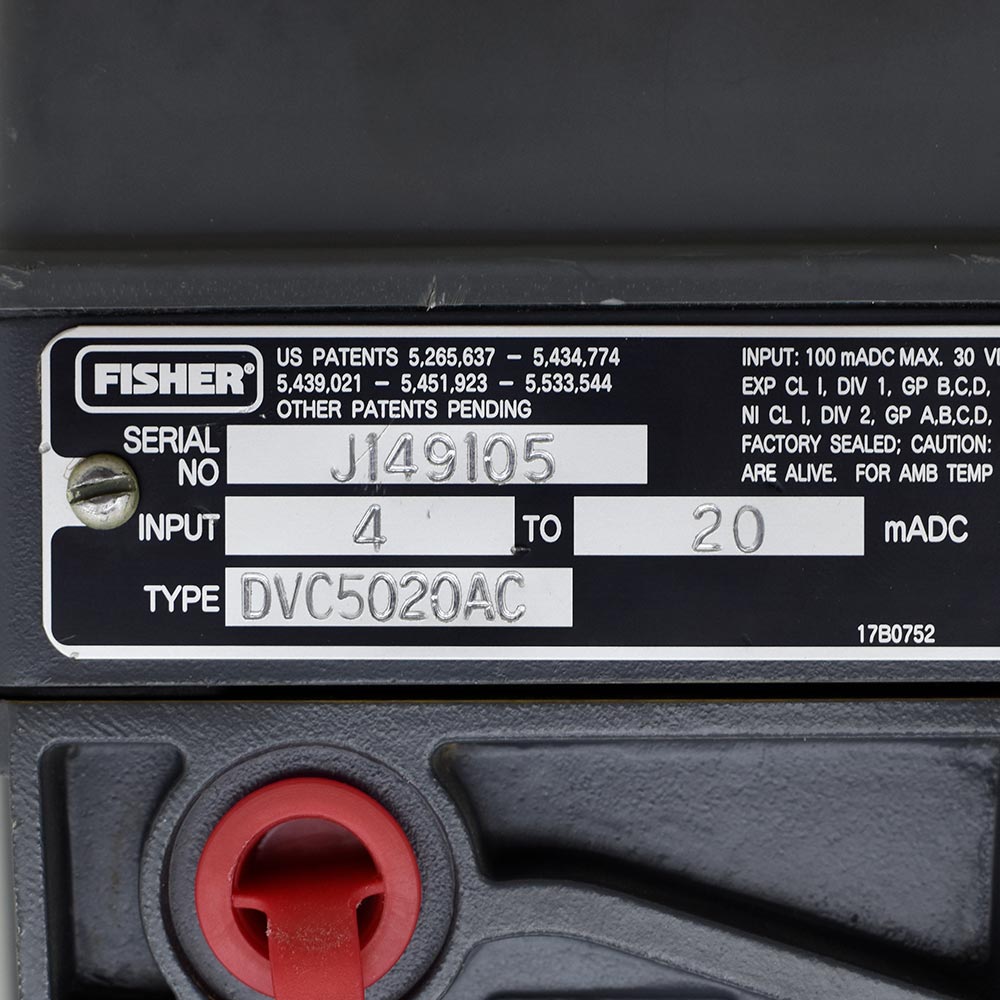 FISHER®
US PATENTS 5,265,637 – 5,434,774
5,439,021 – 5,451,923 – 5,533,544
OTHER PATENTS PENDING
SERIAL NO J149105
INPUT 4 TO 20 mADC
TYPE DVC5020AC
INPUT: 100 mADC MAX. 30
EXP CL I, DIV 1, GP B,C,D,
NI CL I, DIV 2, GP A,B,C,D,
FACTORY SEALED; CAUTION:
ARE ALIVE. FOR AMB TEMP
17B0752